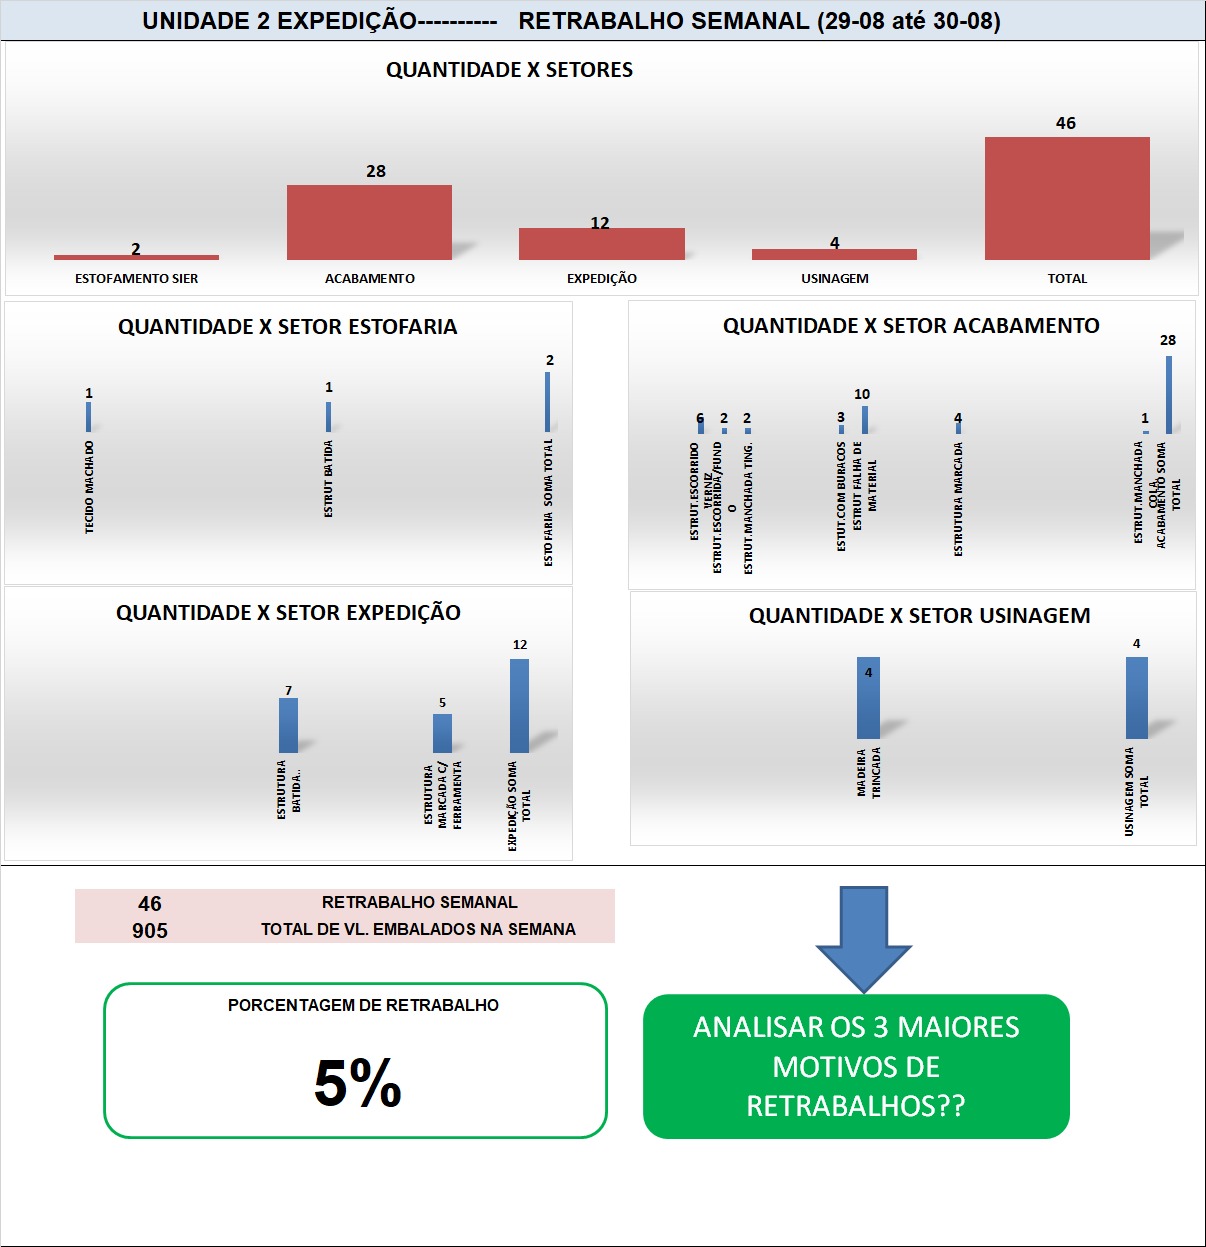 UNIDADE 2 EXPEDIÇÃO---------- RETRABALHO SEMANAL (29-08 até 30-08)
QUANTIDADE X SETORES
2
28
12
4
46
ESTOFAMENTO SIER
ACABAMENTO
EXPEDIÇÃO
USINAGEM
TOTAL
QUANTIDADE X SETOR ESTOFARIA
1
1
2
TECIDO MACHADO
ESTRUT BATIDA
ESTOFARIA SOMA TOTAL
QUANTIDADE X SETOR ACABAMENTO
6
2
2
3
10
4
1
28
ESTRUT.ESCORRIDO
VERNIZ
ESTRUT.ESCORRIDA/FUND
O
ESTRUT.MANCHADA TING.
ESTUT.COM BURACOS
ESTRUT FALHA DE
MATERIAL
ESTRUTURA MARCADA
ESTRUT.MANCHADA
COLA
ACABAMENTO SOMA
TOTAL
QUANTIDADE X SETOR EXPEDIÇÃO
7
5
12
ESTRUTURA
BATIDA..
ESTRUTURA
MARCADA C/
FERRAMENTA
EXPEDIÇÃO SOMA
TOTAL
QUANTIDADE X SETOR USINAGEM
4
4
MADEIRA
TRINCADA
USINAGEM SOMA
TOTAL
46 RETRABALHO SEMANAL
905 TOTAL DE VL. EMBALADOS NA SEMANA
PORCENTAGEM DE RETRABALHO
5%
ANALISAR OS 3 MAIORES
MOTIVOS DE
RETRABALHOS??